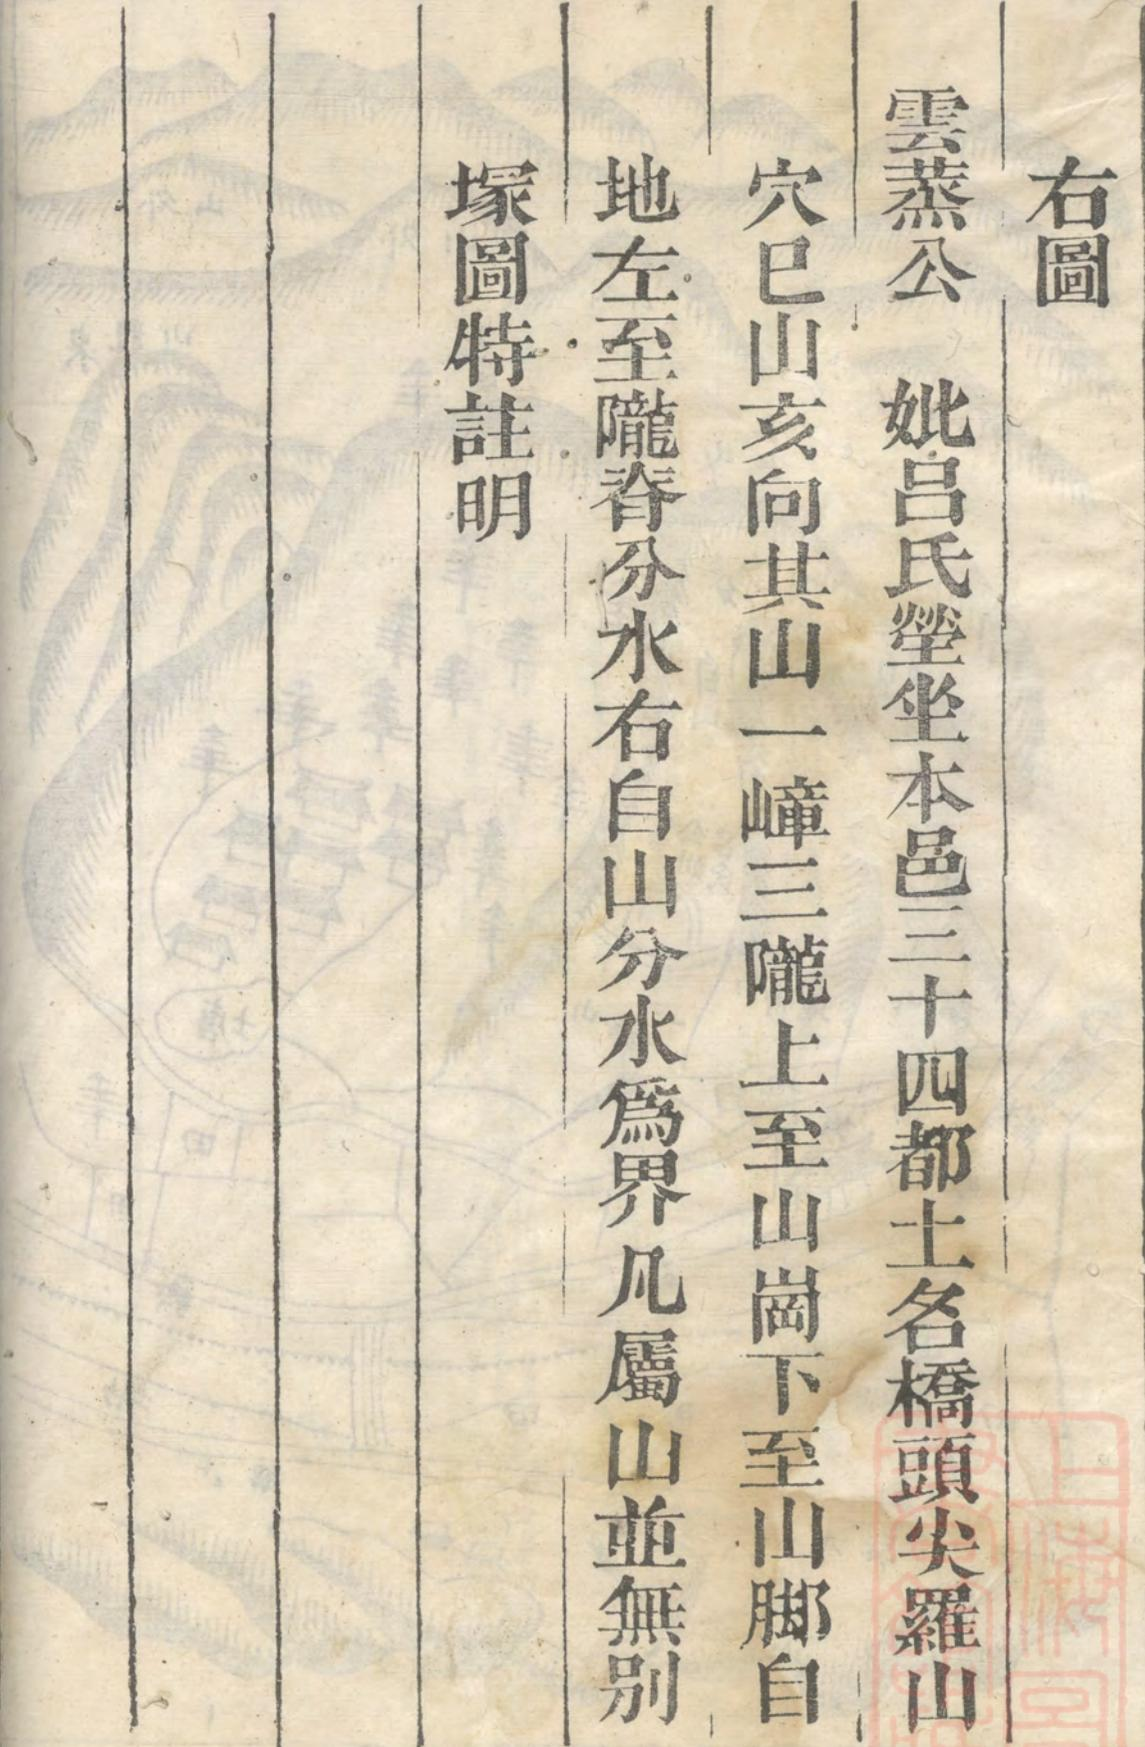 右圖
雲蒸公　妣呂氏塋坐本邑三十四都土名橋頭尖羅山
穴巳山亥向其山一嶂三隴上至山崗下至山脚自
地左至隴脊分水右自山分水爲界凡屬山並無別
塚圖特註明